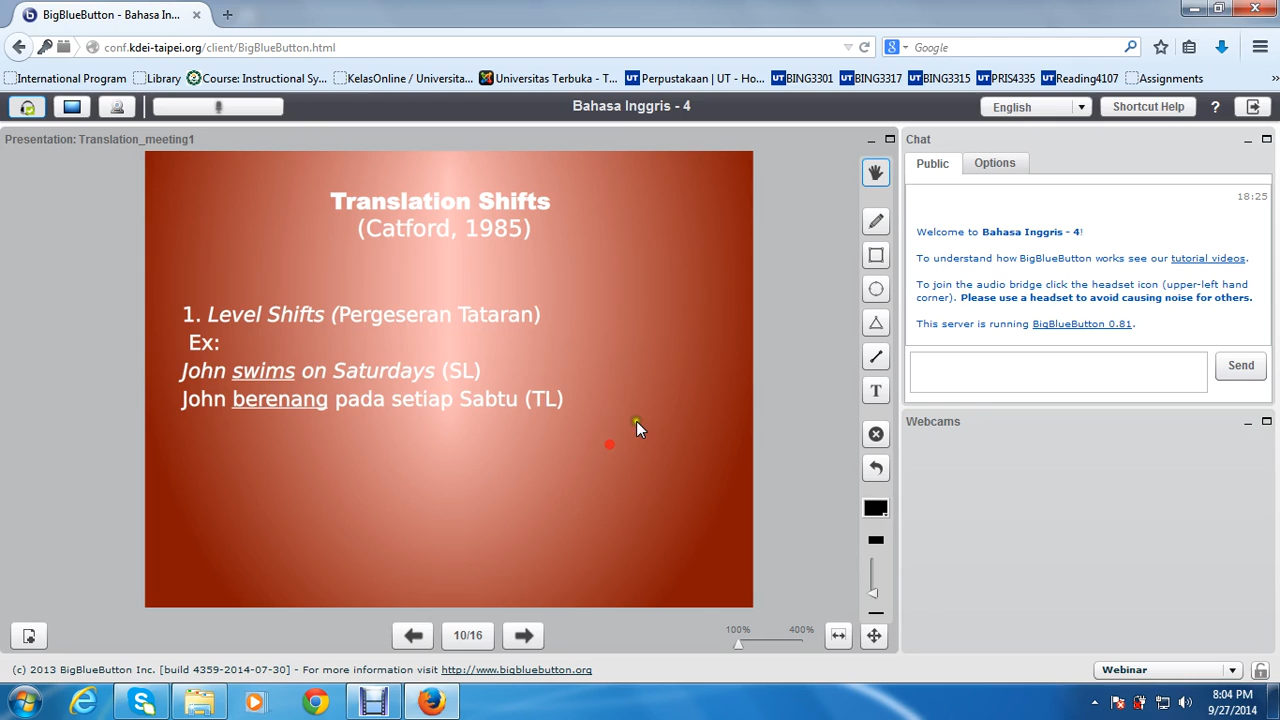 BigBlueButton - Bahasa In...
conf.kdei-taipei.org/client/BigBlueButton.html
Google
International Program
Library
Course: Instructional Sy...
KelasOnline / Universita...
Universitas Terbuka - T...
Perpustakaan | UT - Ho...
BING3301
BING3317
BING3315
PRIS4335
Reading4107
Assignments
Bahasa Inggris - 4
English
Shortcut Help
?
Presentation: Translation_meeting1
Translation Shifts
(Catford, 1985)
1. Level Shifts (Pergeseran Tataran)
Ex:
John swims on Saturdays (SL)
John berenang pada setiap Sabtu (TL)
T
10/16
100%
400%
Chat
Public
Options
18:25
Welcome to Bahasa Inggris - 4!
To understand how BigBlueButton works see our tutorial videos.
To join the audio bridge click the headset icon (upper-left hand
corner). Please use a headset to avoid causing noise for others.
This server is running BigBlueButton 0.81.
Send
Webcams
(c) 2013 BigBlueButton Inc. [build 4359-2014-07-30] - For more information visit http://www.bigbluebutton.org
Webinar
8:04 PM
9/27/2014